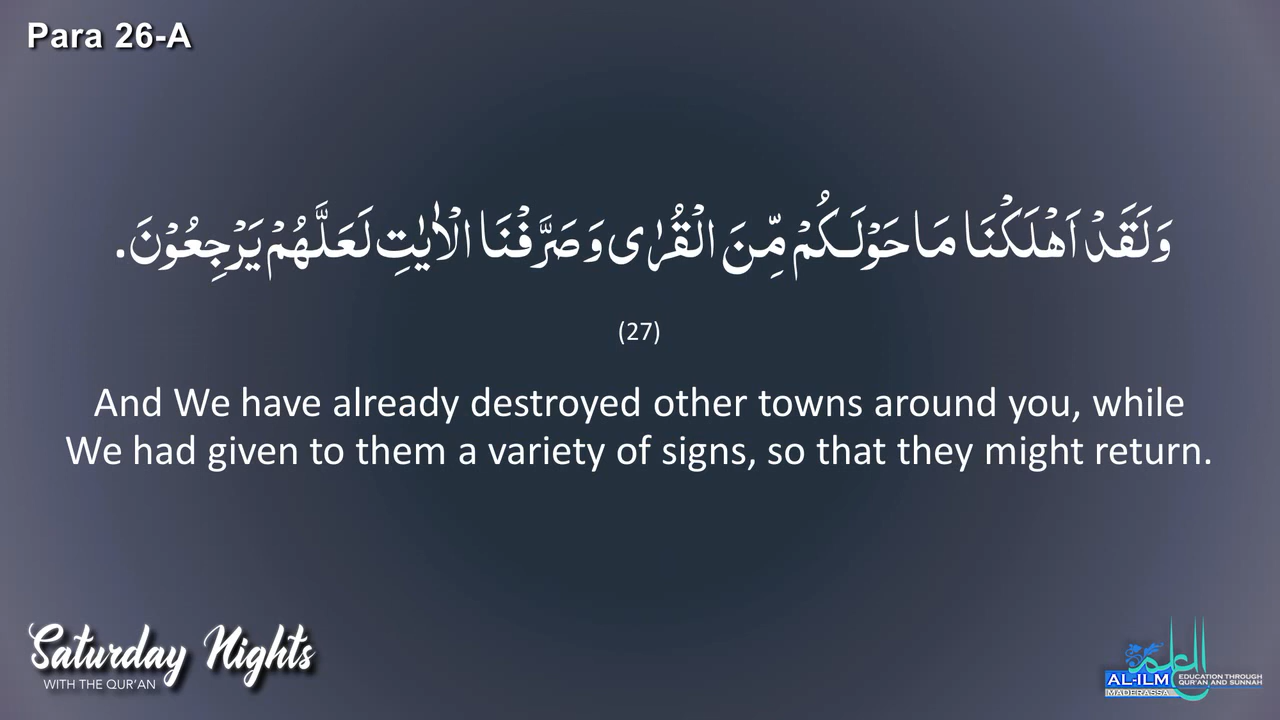 Para 26-A
وَلَقَدْ اَهْلَكْنَا مَا حَوْلَكُمْ مِّنَ الْقُرٰى وَصَرَّفْنَا الْاٰيٰتِ لَعَلَّهُمْ يَرْجِعُوْنَ.
(27)
And We have already destroyed other towns around you, while
We had given to them a variety of signs, so that they might return.
Saturday Nights
WITH THE QUR'AN
العلم
AL-ILM
MADERASSA
EDUCATION THROUGH
QUR'AN AND SUNNAH